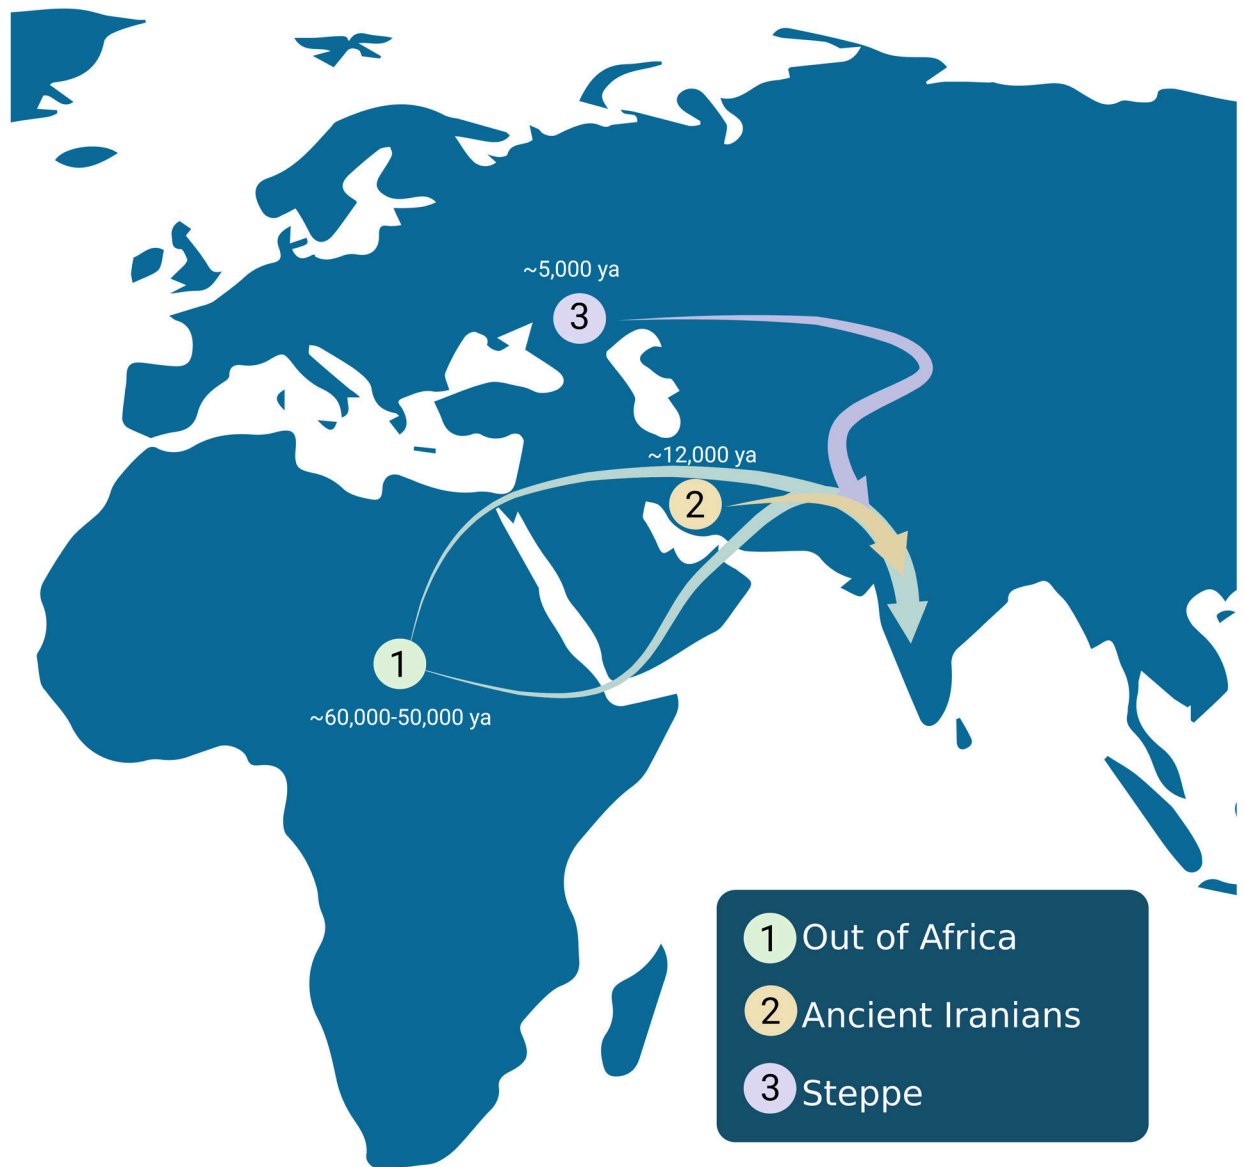 ~5,000 ya
3
~12,000 ya
2
1
~60,000-50,000 ya
1 Out of Africa
2 Ancient Iranians
3 Steppe